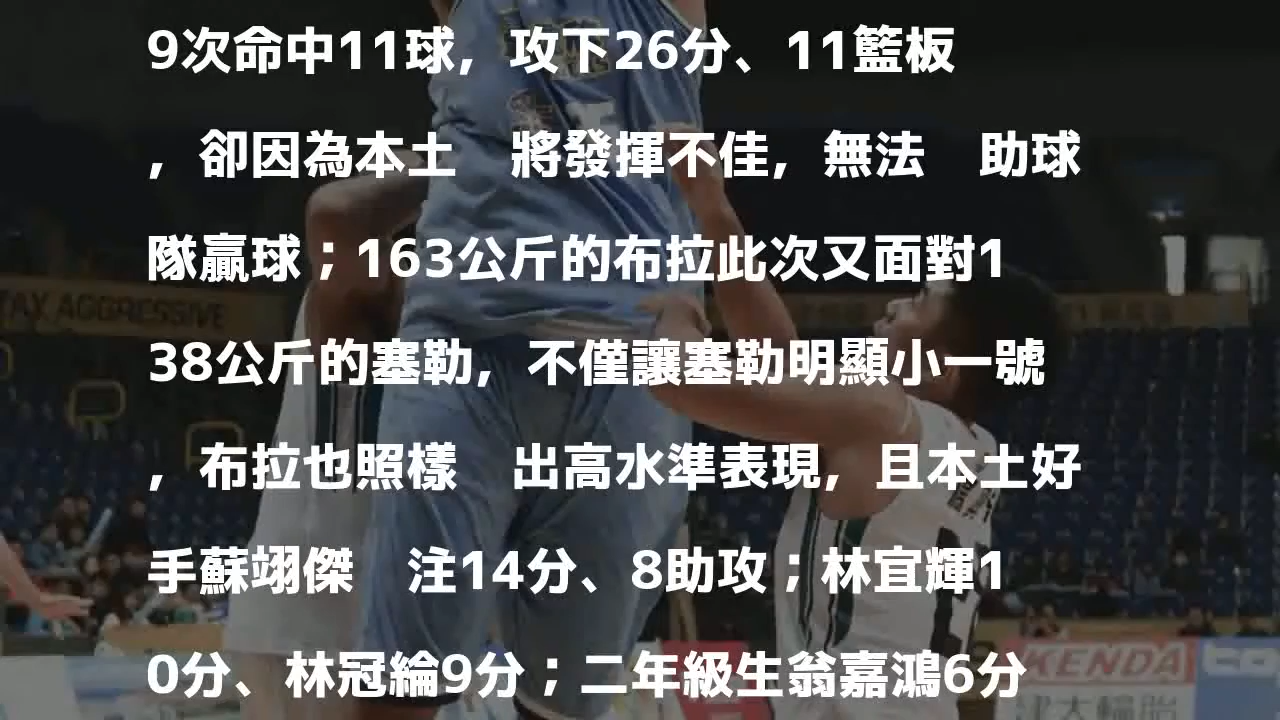 9次命中11球，攻下26分、11籃板
，卻因為本土　將發揮不佳，無法　助球
隊贏球；163公斤的布拉此次又面對1
38公斤的塞勒，不僅讓塞勒明顯小一號
，布拉也照樣　出高水準表現，且本土好
手蘇翊傑　注14分、8助攻；林宜輝1
0分、林冠綸9分；二年級生翁嘉鴻6分
TAX AGGRESSIVE
KENDA